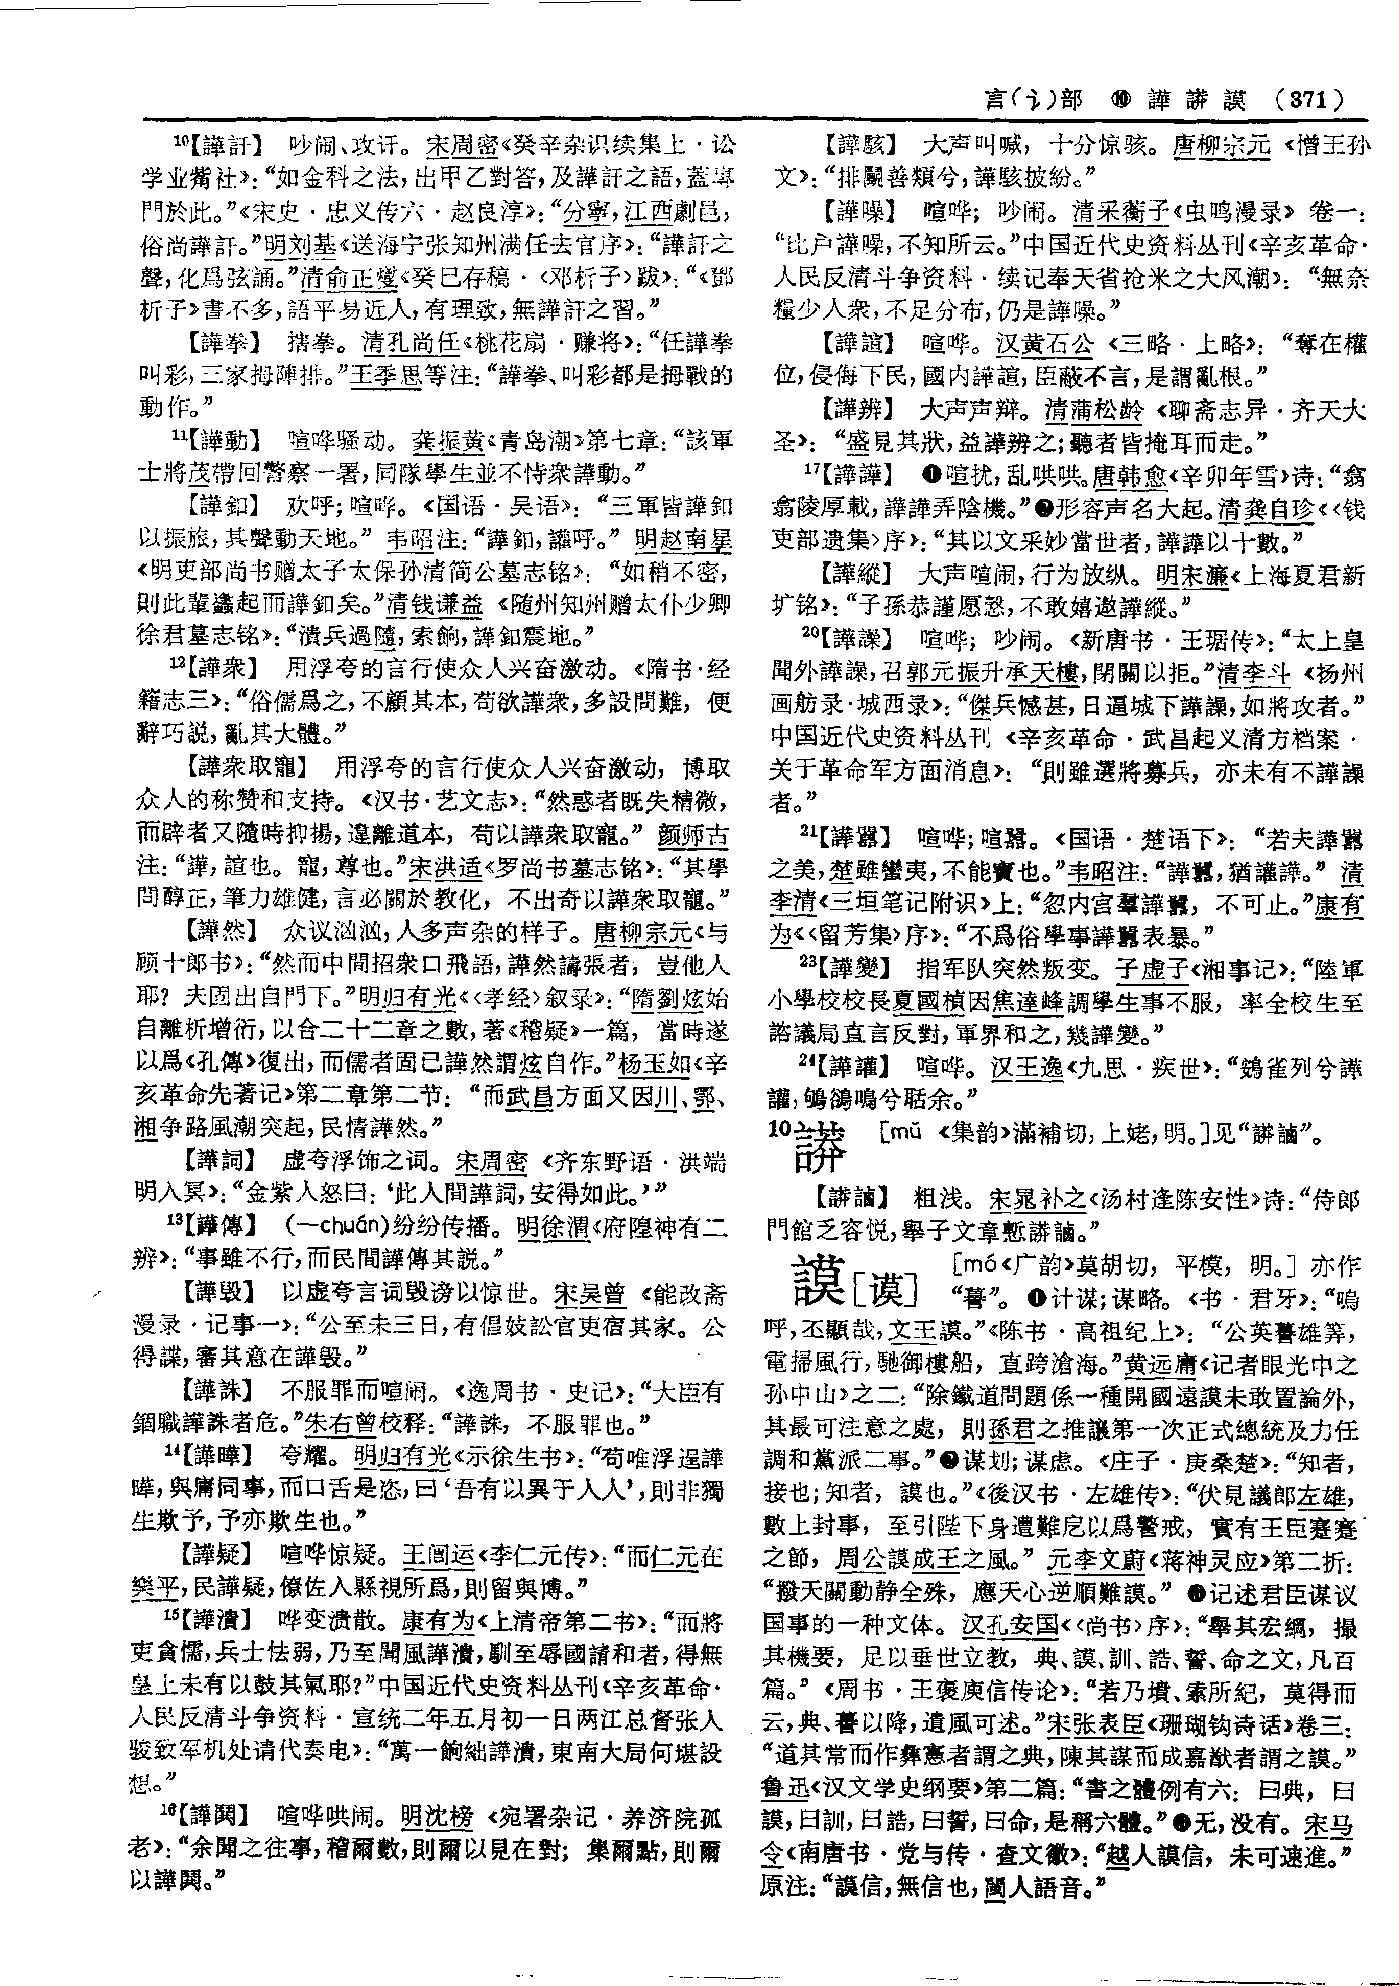 言(讠)部 ⑩ 譁 𧪢 謨 (371)
¹⁰【譁訐】 吵闹、攻讦。宋周密《癸辛杂识续集上·讼
学业觜社》：“如金科之法，出甲乙對答，及譁訐之語，蓋專
門於此。”《宋史·忠义传六·赵良淳》：“分寧，江西劇邑，
俗尚譁訐。”明刘基《送海宁张知州满任去官序》：“譁訐之
聲，化爲弦誦。”清俞正燮《癸巳存稿·〈邓析子〉跋》：“《鄧
析子》書不多，語平易近人，有理致，無譁訐之習。”
【譁拳】 搳拳。清孔尚任《桃花扇·赚将》：“任譁拳
叫彩，三家拇陣排。”王季思等注：“譁拳、叫彩都是拇戰的
動作。”
¹¹【譁動】 喧哗骚动。龚振黄《青岛潮》第七章：“該軍
士將茂帶回警察一署，同隊學生並不恃衆譁動。”
【譁釦】 欢呼；喧哗。《国语·吴语》：“三軍皆譁釦
以振旅，其聲動天地。”韦昭注：“譁釦，讙呼。”明赵南星
《明吏部尚书赠太子太保孙清简公墓志铭》：“如稍不密，
則此輩蠭起而譁釦矣。”清钱谦益《随州知州赠太仆少卿
徐君墓志铭》：“潰兵過隨，索餉，譁釦震地。”
¹²【譁衆】 用浮夸的言行使众人兴奋激动。《隋书·经
籍志三》：“俗儒爲之，不顧其本，苟欲譁衆，多設問難，便
辭巧説，亂其大體。”
【譁衆取寵】 用浮夸的言行使众人兴奋激动，博取
众人的称赞和支持。《汉书·艺文志》：“然惑者既失精微，
而辟者又隨時抑揚，違離道本，苟以譁衆取寵。”颜师古
注：“譁，諠也。寵，尊也。”宋洪适《罗尚书墓志铭》：“其學
問醇正，筆力雄健，言必關於教化，不出奇以譁衆取寵。”
【譁然】 众议汹汹，人多声杂的样子。唐柳宗元《与
顾十郎书》：“然而中間招衆口飛語，譁然譸張者，豈他人
耶？夫固出自門下。”明归有光《〈孝经〉叙录》：“隋劉炫始
自離析增衍，以合二十二章之數，著《稽疑》一篇，當時遂
以爲《孔傳》復出，而儒者固已譁然謂炫自作。”杨玉如《辛
亥革命先著记》第二章第二节：“而武昌方面又因川、鄂、
湘争路風潮突起，民情譁然。”
【譁詞】 虚夸浮饰之词。宋周密《齐东野语·洪端
明入冥》：“金紫人怒曰：‘此人間譁詞，安得如此。’”
¹³【譁傳】 (—chuán)纷纷传播。明徐渭《府隍神有二
辨》：“事雖不行，而民間譁傳其説。”
【譁毁】 以虚夸言词毁谤以惊世。宋吴曾《能改斋
漫录·记事一》：“公至未三日，有倡妓訟官吏宿其家。公
得諜，審其意在譁毁。”
【譁誅】 不服罪而喧闹。《逸周书·史记》：“大臣有
錮職譁誅者危。”朱右曾校释：“譁誅，不服罪也。”
¹⁴【譁曄】 夸耀。明归有光《示徐生书》：“苟唯浮逞譁
曄，與庸同事，而口舌是恣，曰‘吾有以異于人人’，則非獨
生欺予，予亦欺生也。”
【譁疑】 喧哗惊疑。王闿运《李仁元传》：“而仁元在
樊平，民譁疑，僚佐入縣視所爲，則留與博。”
¹⁵【譁潰】 哗变溃散。康有为《上清帝第二书》：“而將
吏貪懦，兵士怯弱，乃至聞風譁潰，馴至辱國請和者，得無
皇上未有以鼓其氣耶？”中国近代史资料丛刊《辛亥革命·
人民反清斗争资料·宣统二年五月初一日两江总督张人
骏致军机处请代奏电》：“萬一餉絀譁潰，東南大局何堪設
想。”
¹⁶【譁鬨】 喧哗哄闹。明沈榜《宛署杂记·养济院孤
老》：“余聞之往事，稽爾數，則爾以見在對；集爾點，則爾
以譁鬨。”
【譁駭】 大声叫喊，十分惊骇。唐柳宗元《憎王孙
文》：“排鬭善類兮，譁駭披紛。”
【譁噪】 喧哗；吵闹。清采蘅子《虫鸣漫录》卷一：
“比户譁噪，不知所云。”中国近代史资料丛刊《辛亥革命·
人民反清斗争资料·续记奉天省抢米之大风潮》：“無奈
糧少人衆，不足分布，仍是譁噪。”
【譁諠】 喧哗。汉黄石公《三略·上略》：“奪在權
位，侵侮下民，國内譁諠，臣蔽不言，是謂亂根。”
【譁辨】 大声声辩。清蒲松龄《聊斋志异·齐天大
圣》：“盛見其狀，益譁辨之；聽者皆掩耳而走。”
¹⁷【譁譁】 ❶喧扰，乱哄哄。唐韩愈《辛卯年雪》诗：“翕
翕陵厚載，譁譁弄陰機。”❷形容声名大起。清龚自珍《〈钱
吏部遗集〉序》：“其以文采妙當世者，譁譁以十數。”
【譁縱】 大声喧闹，行为放纵。明宋濂《上海夏君新
圹铭》：“子孫恭謹愿慤，不敢嬉遨譁縱。”
²⁰【譁譟】 喧哗；吵闹。《新唐书·王琚传》：“太上皇
聞外譁譟，召郭元振升承天樓，閉關以拒。”清李斗《扬州
画舫录·城西录》：“傑兵憾甚，日逼城下譁譟，如將攻者。”
中国近代史资料丛刊《辛亥革命·武昌起义清方档案·
关于革命军方面消息》：“則雖選將募兵，亦未有不譁譟
者。”
²¹【譁囂】 喧哗；喧嚣。《国语·楚语下》：“若夫譁囂
之美，楚雖蠻夷，不能寶也。”韦昭注：“譁囂，猶讙譁。”清
李清《三垣笔记附识》上：“忽内宫羣譁囂，不可止。”康有
为《〈留芳集〉序》：“不爲俗學事譁囂表暴。”
²³【譁變】 指军队突然叛变。子虚子《湘事记》：“陸軍
小學校校長夏國楨因焦達峰調學生事不服，率全校生至
諮議局直言反對，軍界和之，幾譁變。”
²⁴【譁讙】 喧哗。汉王逸《九思·疾世》：“鵕雀列兮譁
讙，鴝鵒鳴兮聒余。”
10 𧪢 [mǔ《集韵》滿補切，上姥，明。]见“𧪢謯”。
【𧪢謯】 粗浅。宋晁补之《汤村逢陈安性》诗：“侍郎
門館乏容悦，舉子文章慙𧪢謯。”
謨[谟] [mó《广韵》莫胡切，平模，明。] 亦作
“謩”。❶计谋；谋略。《书·君牙》：“嗚
呼，丕顯哉，文王謨。”《陈书·高祖纪上》：“公英謩雄筭，
電掃風行，馳御樓船，直跨滄海。”黄远庸《记者眼光中之
孙中山》之二：“除鐵道問題係一種開國遠謨未敢置論外，
其最可注意之處，則孫君之推讓第一次正式總統及力任
調和黨派二事。”❷谋划；谋虑。《庄子·庚桑楚》：“知者，
接也；知者，謨也。”《後汉书·左雄传》：“伏見議郎左雄，
數上封事，至引陛下身遭難戹以爲警戒，實有王臣蹇蹇
之節，周公謨成王之風。”元李文蔚《蒋神灵应》第二折：
“撥天關動静全殊，應天心逆順難謨。”❸记述君臣谋议
国事的一种文体。汉孔安国《〈尚书〉序》：“舉其宏綱，撮
其機要，足以垂世立教，典、謨、訓、誥、誓、命之文，凡百
篇。”《周书·王褒庾信传论》：“若乃墳、索所紀，莫得而
云，典、謩以降，遺風可述。”宋张表臣《珊瑚钩诗话》卷三：
“道其常而作彝憲者謂之典，陳其謀而成嘉猷者謂之謨。”
鲁迅《汉文学史纲要》第二篇：“書之體例有六：曰典，曰
謨，曰訓，曰誥，曰誓，曰命，是稱六體。”❹无，没有。宋马
令《南唐书·党与传·查文徽》：“越人謨信，未可速進。”
原注：“謨信，無信也，閩人語音。”